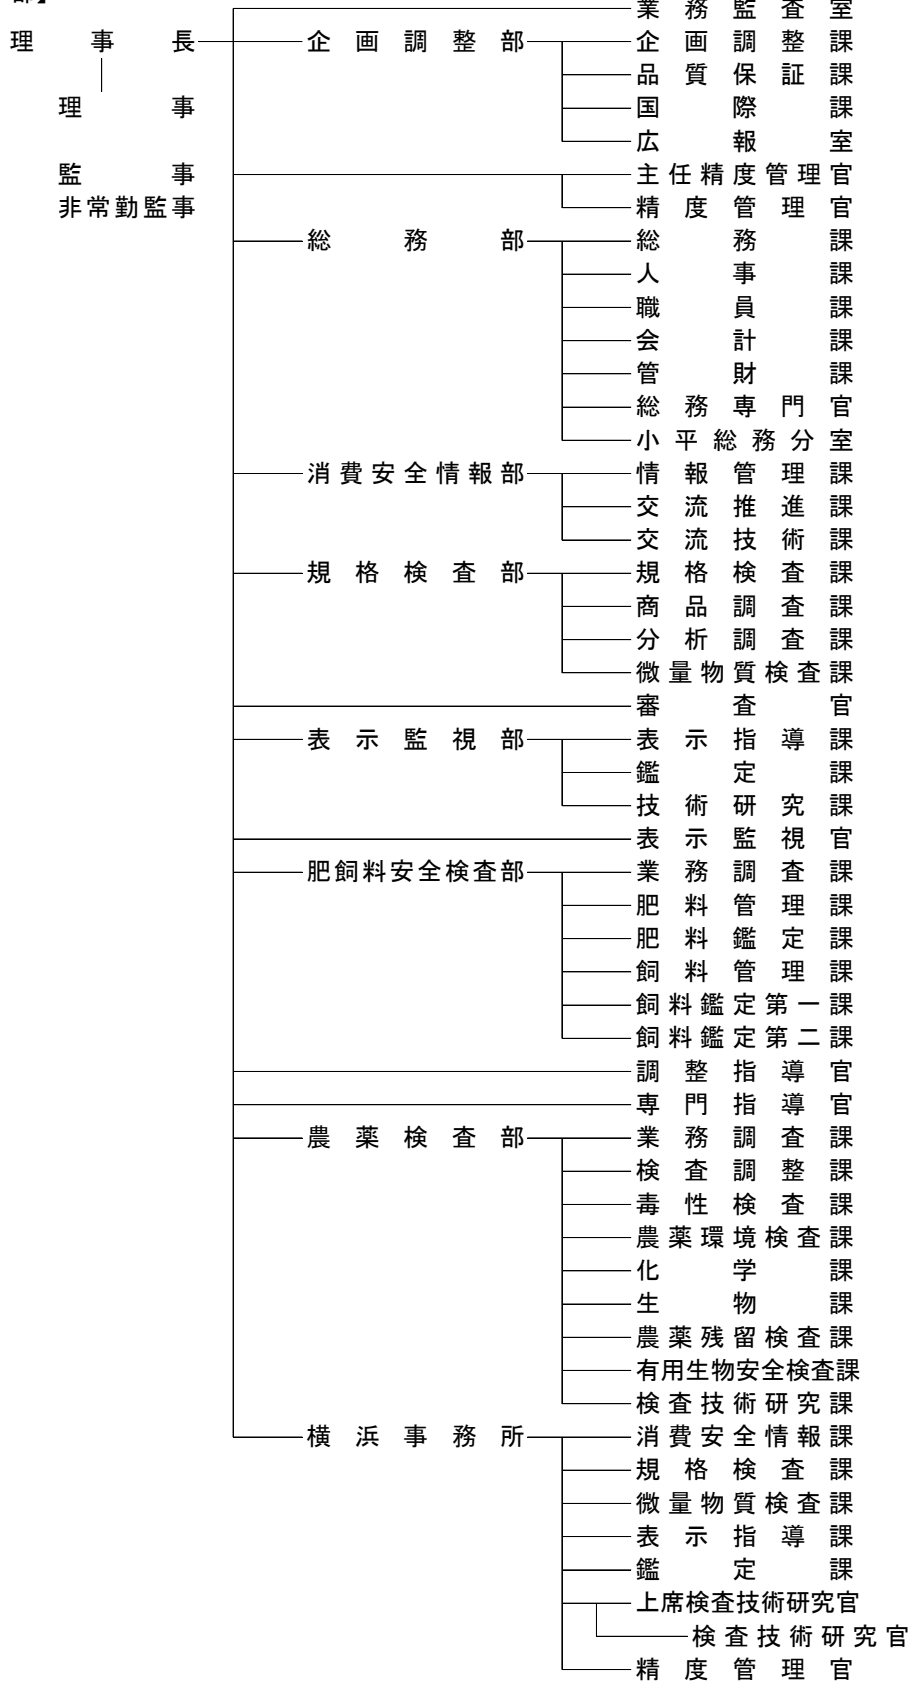 部】
業務監査室
理事長 企画調整部 企画調整課
品質保証課
理事 国際課
広報室
監事 主任精度管理官
非常勤監事 精度管理官
総務部 総務課
人事課
職員課
会計課
管財課
総務専門官
小平総務分室
消費安全情報部 情報管理課
交流推進課
交流技術課
規格検査部 規格検査課
商品調査課
分析調査課
微量物質検査課
審査官
表示監視部 表示指導課
鑑定課
技術研究課
表示監視官
肥飼料安全検査部 業務調査課
肥料管理課
肥料鑑定課
飼料管理課
飼料鑑定第一課
飼料鑑定第二課
調整指導官
専門指導官
農薬検査部 業務調査課
検査調整課
毒性検査課
農薬環境検査課
化学課
生物課
農薬残留検査課
有用生物安全検査課
検査技術研究課
横浜事務所 消費安全情報課
規格検査課
微量物質検査課
表示指導課
鑑定課
上席検査技術研究官
検査技術研究官
精度管理官